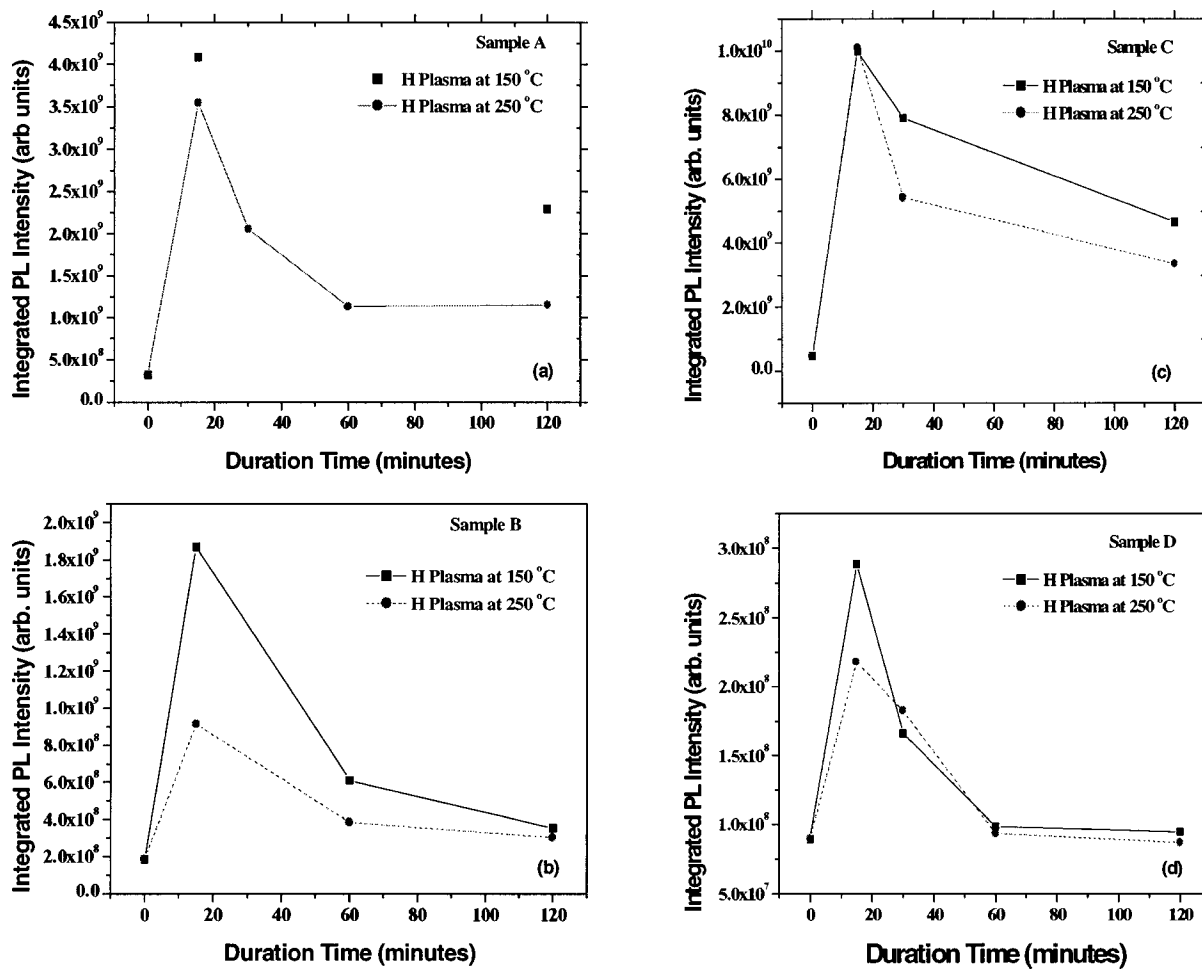 4.5x10⁹
4.0x10⁹
3.5x10⁹
3.0x10⁹
2.5x10⁹
2.0x10⁹
1.5x10⁹
1.0x10⁹
5.0x10⁸
0.0
Integrated PL Intensity (arb units)
Sample A
H Plasma at 150 °C
H Plasma at 250 °C
(a)
0 20 40 60 80 100 120
Duration Time (minutes)
1.0x10¹⁰
8.0x10⁹
6.0x10⁹
4.0x10⁹
2.0x10⁹
0.0
Integrated PL Intensity (arb. units)
Sample C
H Plasma at 150 °C
H Plasma at 250 °C
(c)
0 20 40 60 80 100 120
Duration Time (minutes)
2.0x10⁹
1.8x10⁹
1.6x10⁹
1.4x10⁹
1.2x10⁹
1.0x10⁹
8.0x10⁸
6.0x10⁸
4.0x10⁸
2.0x10⁸
0.0
Integrated PL Intensity (arb. units)
Sample B
H Plasma at 150 °C
H Plasma at 250 °C
(b)
0 20 40 60 80 100 120
Duration Time (minutes)
3.0x10⁸
2.5x10⁸
2.0x10⁸
1.5x10⁸
1.0x10⁸
5.0x10⁷
Integrated PL Intensity (arb. units)
Sample D
H Plasma at 150 °C
H Plasma at 250 °C
(d)
0 20 40 60 80 100 120
Duration Time (minutes)